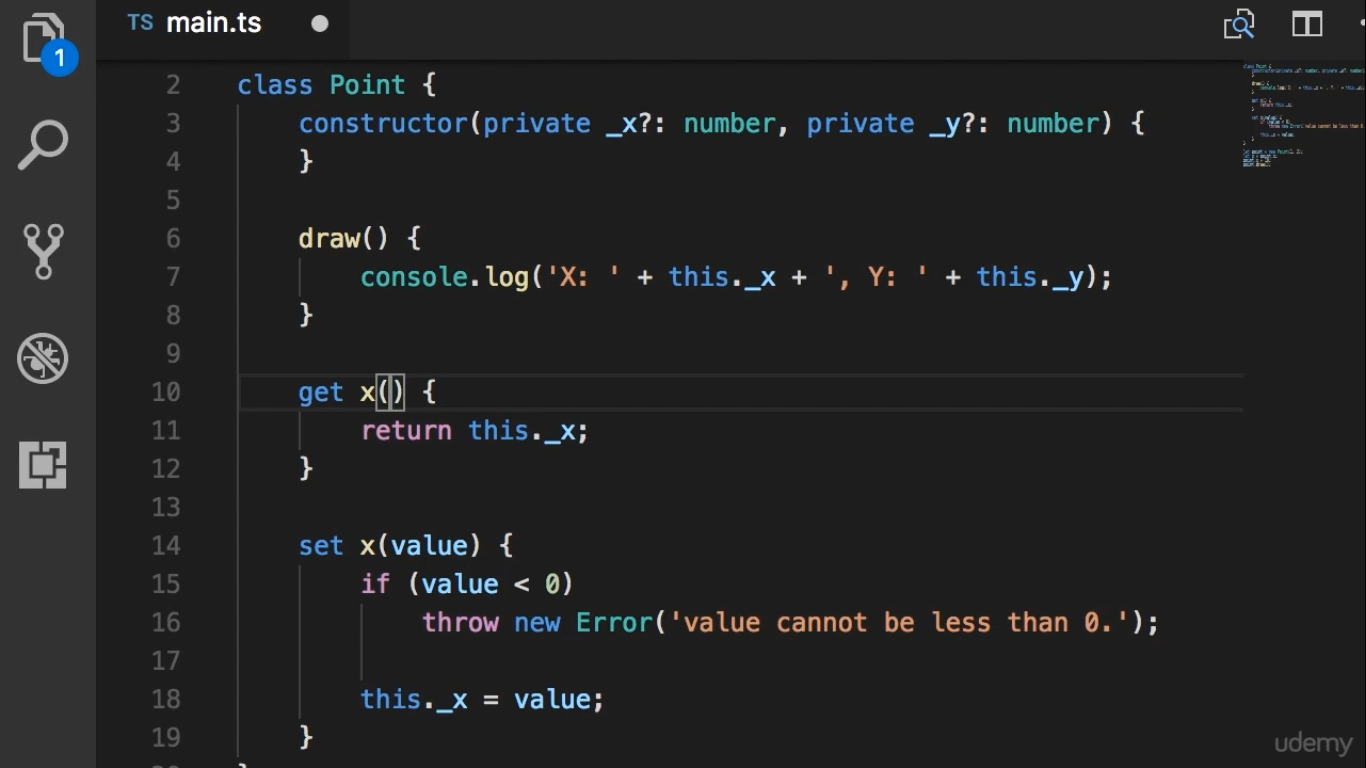 TS main.ts
1
2 class Point {
3 constructor(private _x?: number, private _y?: number) {
4 }
5
6 draw() {
7 console.log('X: ' + this._x + ', Y: ' + this._y);
8 }
9
10 get x() {
11 return this._x;
12 }
13
14 set x(value) {
15 if (value < 0)
16 throw new Error('value cannot be less than 0.');
17
18 this._x = value;
19 }
udemy